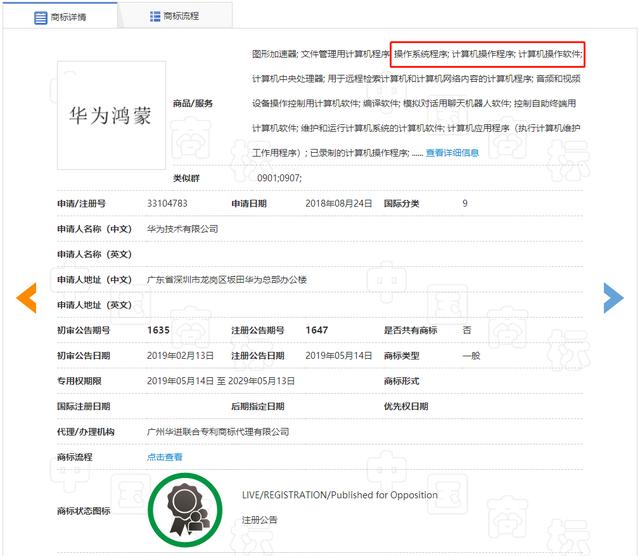 商标详情 商标流程
图形加速器; 文件管理用计算机程序; 操作系统程序; 计算机操作程序; 计算机操作软件;
计算机中央处理器; 用于远程检索计算机和计算机网络内容的计算机程序; 音频和视频
华为鸿蒙 商品/服务 设备操作控制用计算机软件; 编译软件; 模拟对话用聊天机器人软件; 控制自助终端用
计算机软件; 维护和运行计算机系统的计算机软件; 计算机应用程序（执行计算机维护
工作用程序）; 已录制的计算机操作程序; ...... 查看详细信息
类似群 0901;0907;
申请/注册号 33104783 申请日期 2018年08月24日 国际分类 9
申请人名称（中文） 华为技术有限公司
申请人名称（英文）
申请人地址（中文） 广东省深圳市龙岗区坂田华为总部办公楼
申请人地址（英文）
初审公告期号 1635 注册公告期号 1647 是否共有商标 否
初审公告日期 2019年02月13日 注册公告日期 2019年05月14日 商标类型 一般
专用权期限 2019年05月14日 至 2029年05月13日 商标形式
国际注册日期 后期指定日期 优先权日期
代理/办理机构 广州华进联合专利商标代理有限公司
商标流程 点击查看
商标状态图标 LIVE/REGISTRATION/Published for Opposition
注册公告